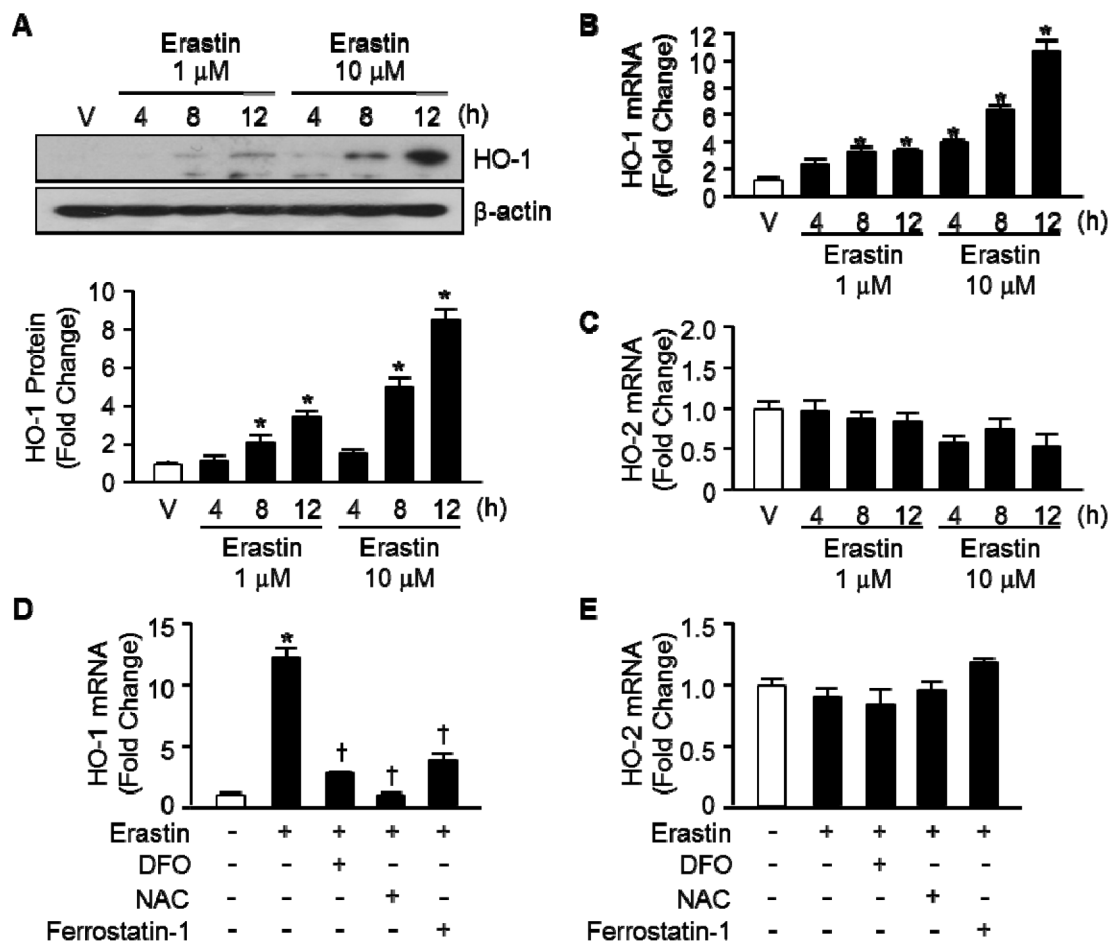 A
Erastin Erastin
1 μM 10 μM
V 4 8 12 4 8 12 (h)
HO-1
β-actin
HO-1 Protein
(Fold Change)
10
8
6
4
2
0
* * * *
V 4 8 12 4 8 12 (h)
Erastin Erastin
1 μM 10 μM
B
HO-1 mRNA
(Fold Change)
12
10
8
6
4
2
0
* * * * *
V 4 8 12 4 8 12 (h)
Erastin Erastin
1 μM 10 μM
C
HO-2 mRNA
(Fold Change)
2.0
1.5
1.0
0.5
0
V 4 8 12 4 8 12 (h)
Erastin Erastin
1 μM 10 μM
D
HO-1 mRNA
(Fold Change)
15
10
5
0
* † † †
Erastin - + + + +
DFO - - + - -
NAC - - - + -
Ferrostatin-1 - - - - +
E
HO-2 mRNA
(Fold Change)
1.5
1.0
0.5
0
Erastin - + + + +
DFO - - + - -
NAC - - - + -
Ferrostatin-1 - - - - +